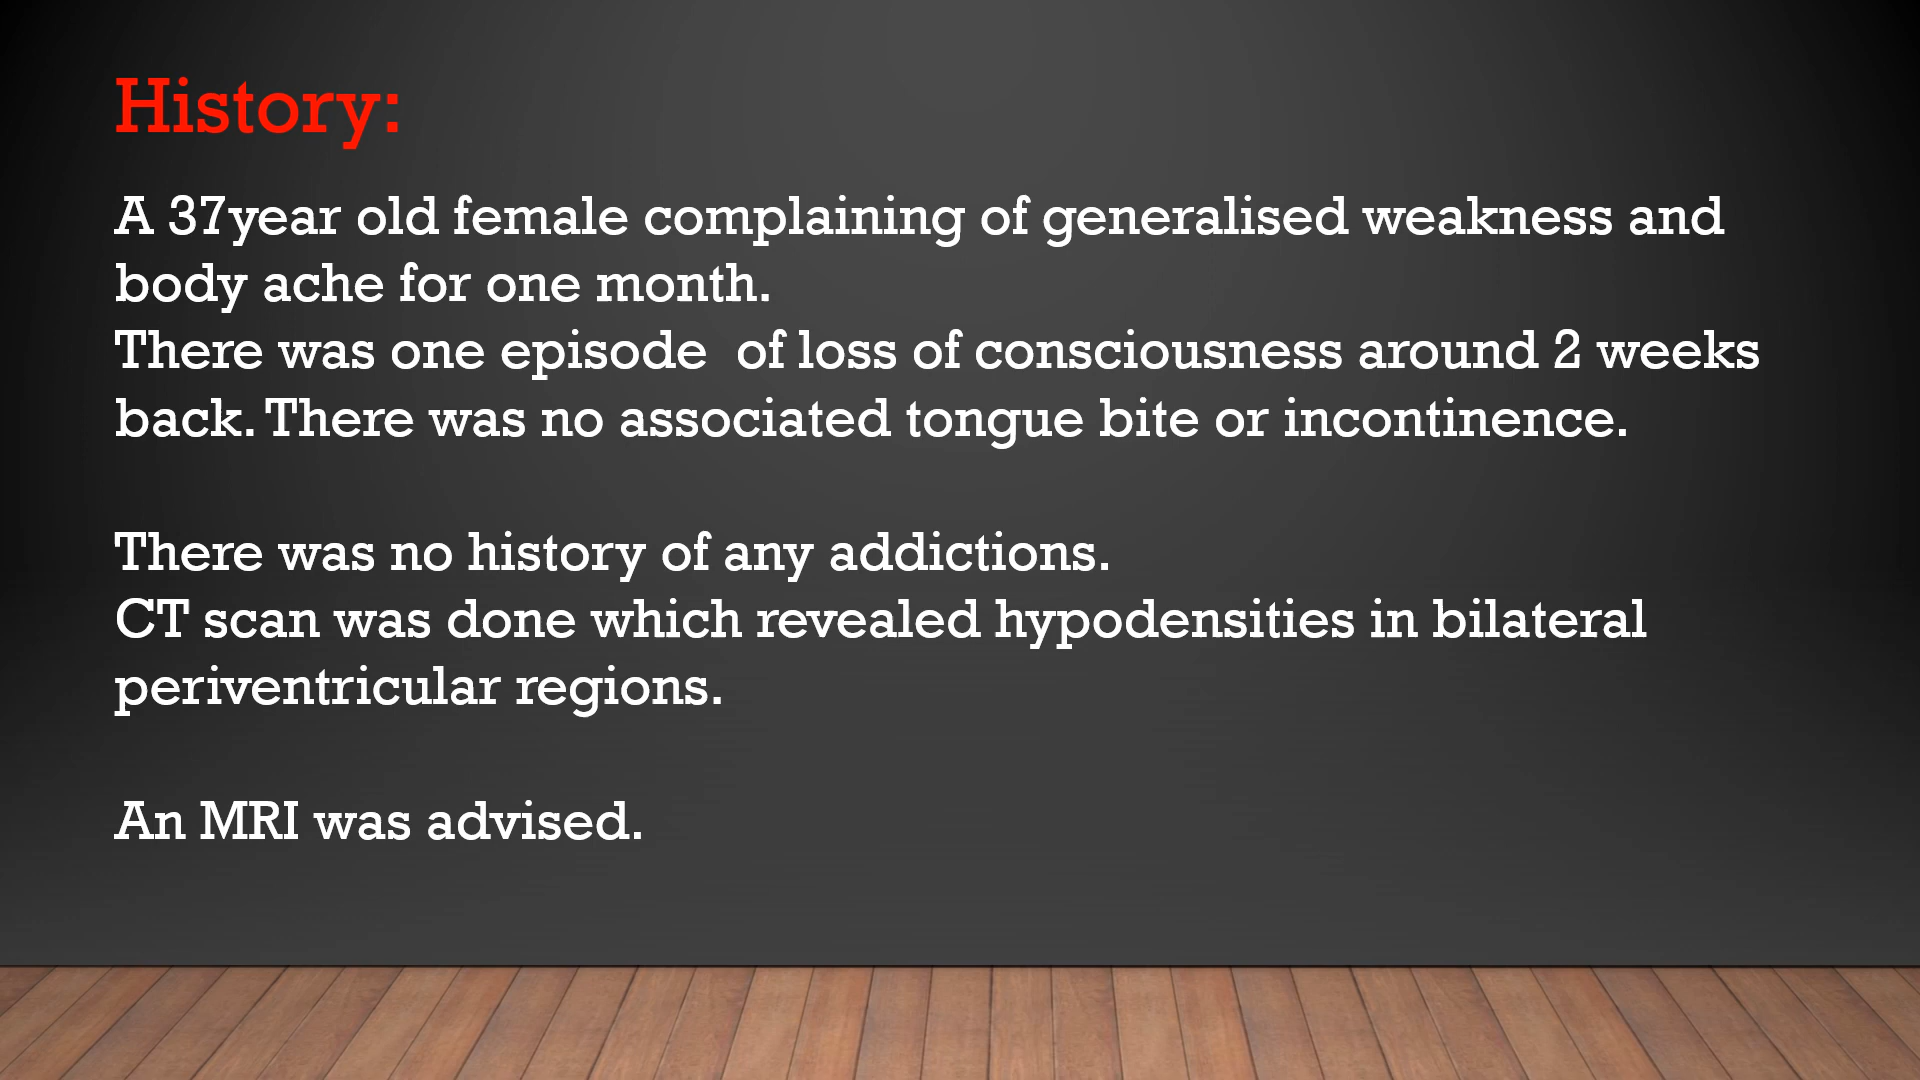 History:
A 37year old female complaining of generalised weakness and
body ache for one month.
There was one episode  of loss of consciousness around 2 weeks
back. There was no associated tongue bite or incontinence.
There was no history of any addictions.
CT scan was done which revealed hypodensities in bilateral
periventricular regions.
An MRI was advised.